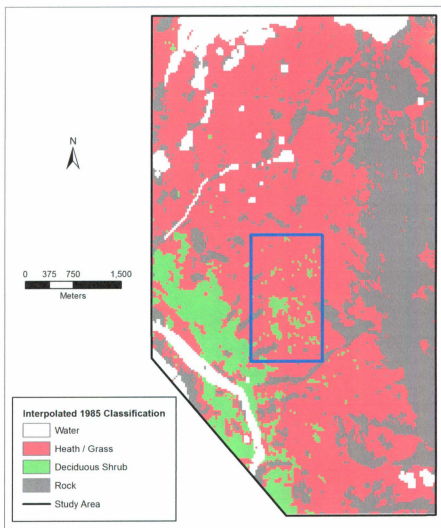 N
0 375 750 1,500
Meters
Interpolated 1985 Classification
Water
Heath / Grass
Deciduous Shrub
Rock
Study Area